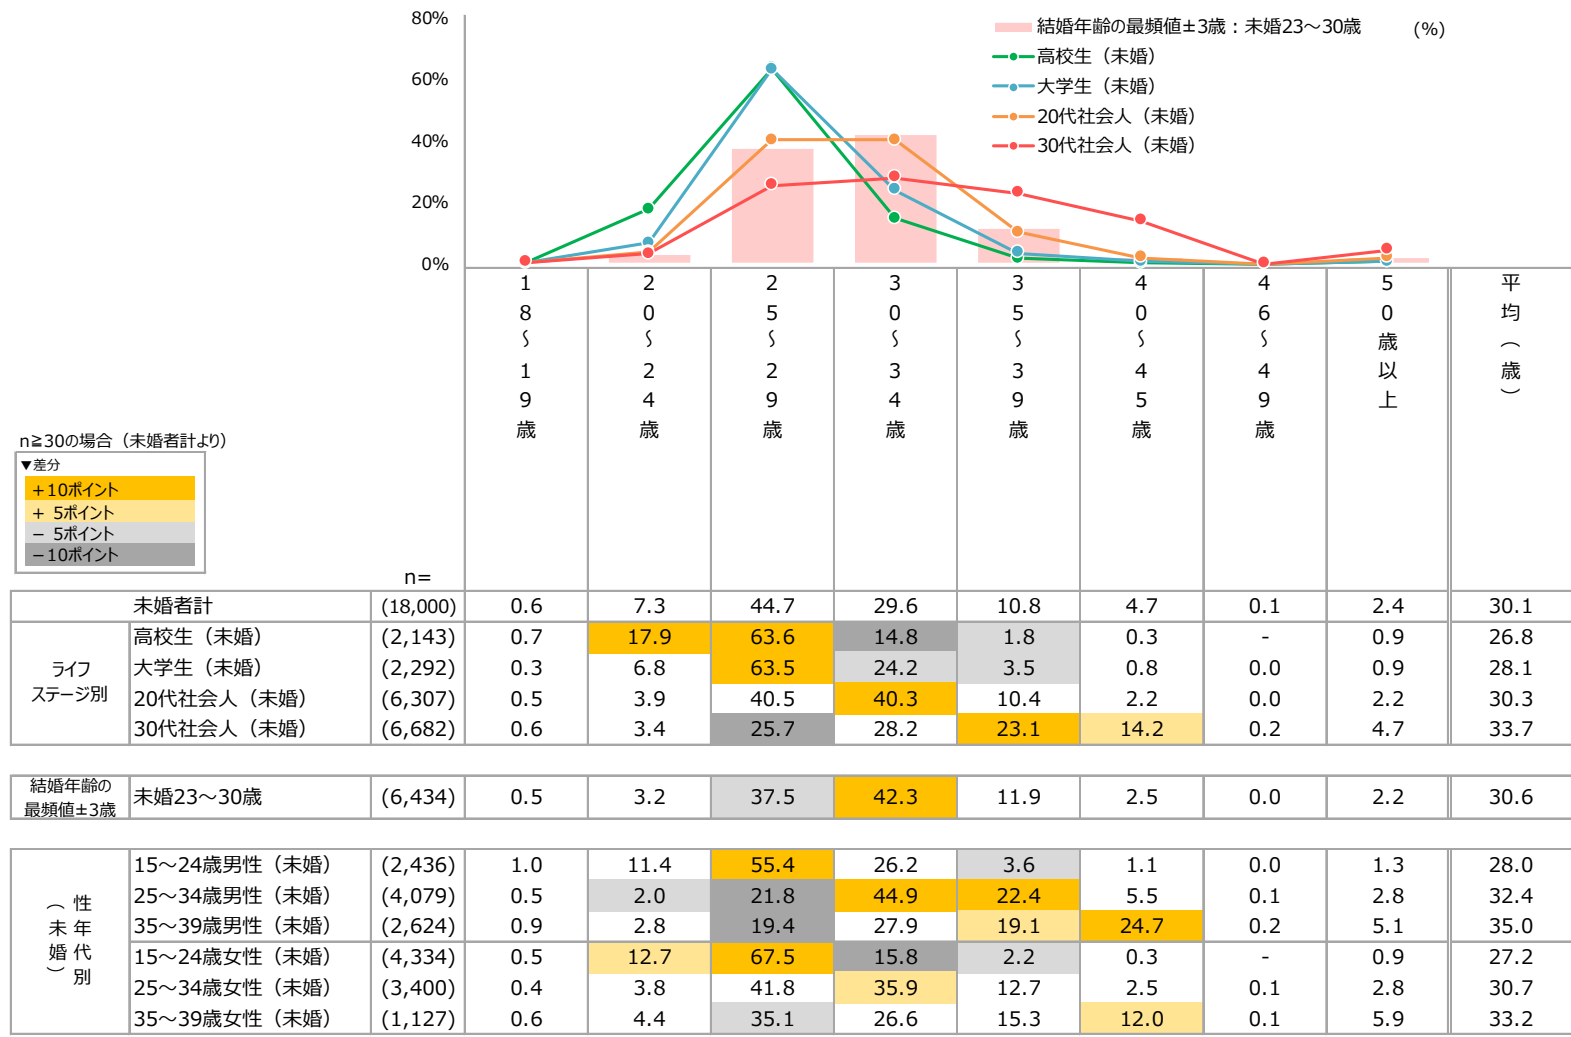 80%
60%
40%
20%
0%
結婚年齢の最頻値±3歳：未婚23～30歳
(%)
高校生（未婚）
大学生（未婚）
20代社会人（未婚）
30代社会人（未婚）
18～19歳
20～24歳
25～29歳
30～34歳
35～39歳
40～45歳
46～49歳
50歳以上
平均（歳）
n≧30の場合（未婚者計より）
▼差分
＋10ポイント
＋ 5ポイント
－ 5ポイント
－10ポイント
n=
未婚者計 (18,000) 0.6 7.3 44.7 29.6 10.8 4.7 0.1 2.4 30.1
ライフ
ステージ別
高校生（未婚） (2,143) 0.7 17.9 63.6 14.8 1.8 0.3 - 0.9 26.8
大学生（未婚） (2,292) 0.3 6.8 63.5 24.2 3.5 0.8 0.0 0.9 28.1
20代社会人（未婚） (6,307) 0.5 3.9 40.5 40.3 10.4 2.2 0.0 2.2 30.3
30代社会人（未婚） (6,682) 0.6 3.4 25.7 28.2 23.1 14.2 0.2 4.7 33.7
結婚年齢の
最頻値±3歳
未婚23～30歳 (6,434) 0.5 3.2 37.5 42.3 11.9 2.5 0.0 2.2 30.6
性年代別
（未婚）
15～24歳男性（未婚） (2,436) 1.0 11.4 55.4 26.2 3.6 1.1 0.0 1.3 28.0
25～34歳男性（未婚） (4,079) 0.5 2.0 21.8 44.9 22.4 5.5 0.1 2.8 32.4
35～39歳男性（未婚） (2,624) 0.9 2.8 19.4 27.9 19.1 24.7 0.2 5.1 35.0
15～24歳女性（未婚） (4,334) 0.5 12.7 67.5 15.8 2.2 0.3 - 0.9 27.2
25～34歳女性（未婚） (3,400) 0.4 3.8 41.8 35.9 12.7 2.5 0.1 2.8 30.7
35～39歳女性（未婚） (1,127) 0.6 4.4 35.1 26.6 15.3 12.0 0.1 5.9 33.2